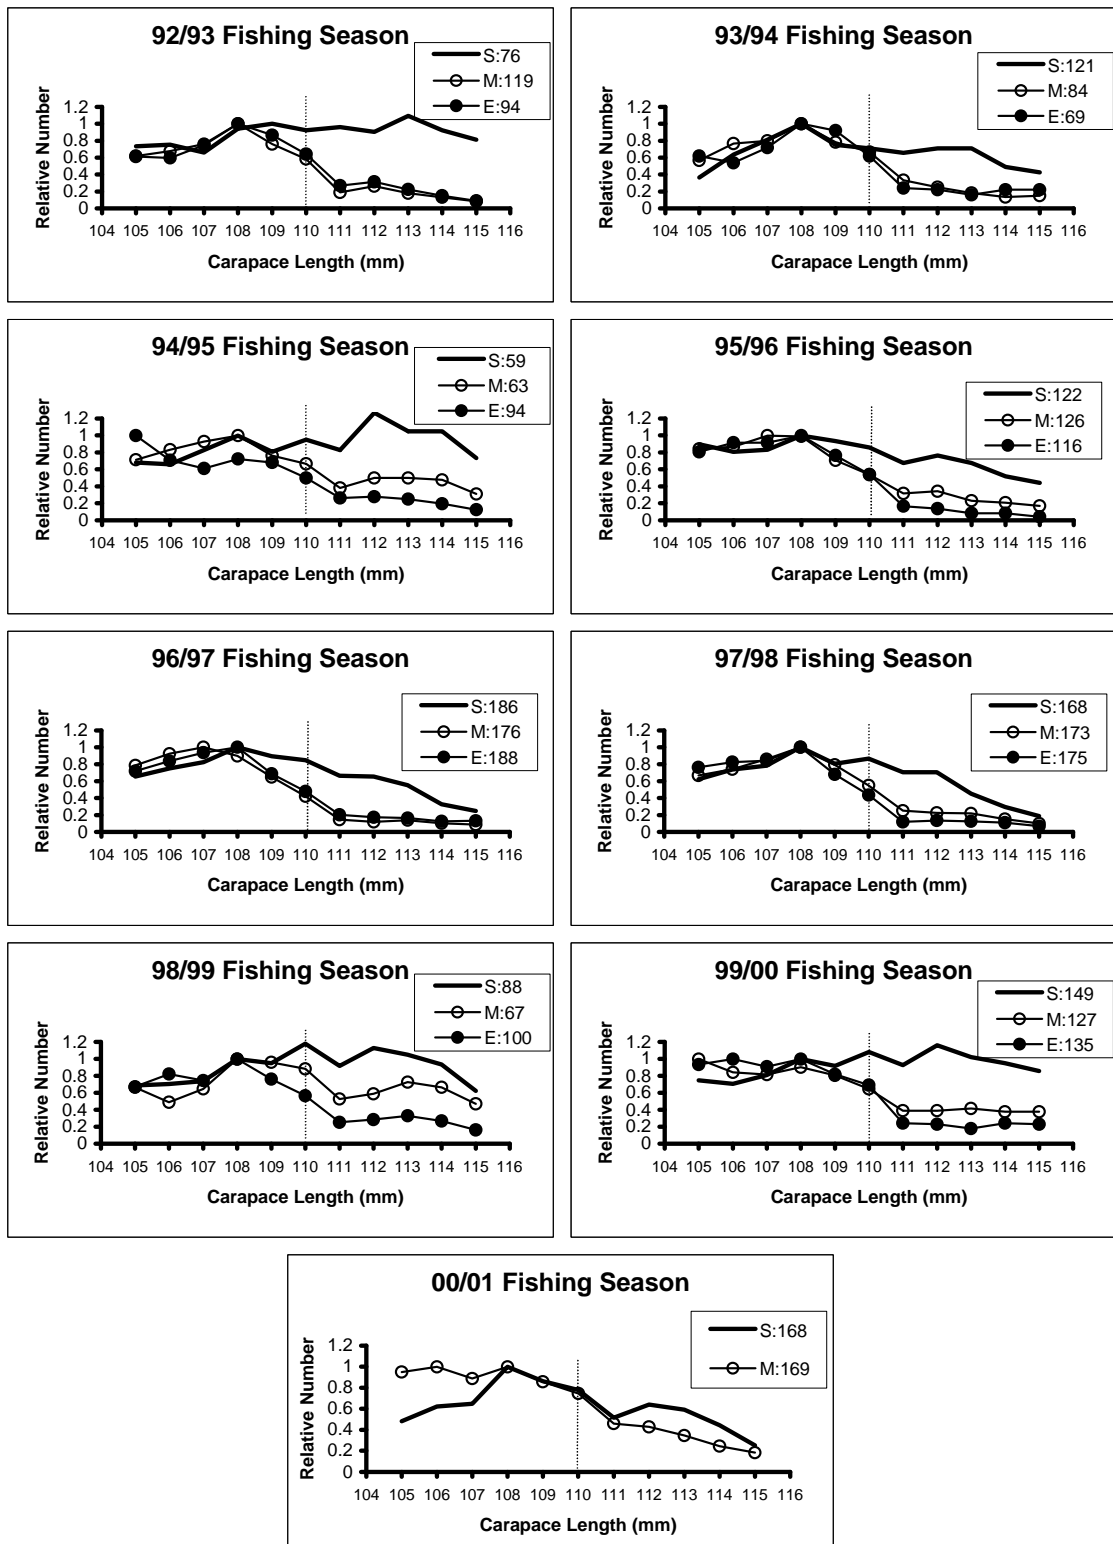 92/93 Fishing Season
S:76
M:119
E:94
Relative Number
1.2
1
0.8
0.6
0.4
0.2
0
104 105 106 107 108 109 110 111 112 113 114 115 116
Carapace Length (mm)
93/94 Fishing Season
S:121
M:84
E:69
Relative Number
1.2
1
0.8
0.6
0.4
0.2
0
104 105 106 107 108 109 110 111 112 113 114 115 116
Carapace Length (mm)
94/95 Fishing Season
S:59
M:63
E:94
Relative Number
1.2
1
0.8
0.6
0.4
0.2
0
104 105 106 107 108 109 110 111 112 113 114 115 116
Carapace Length (mm)
95/96 Fishing Season
S:122
M:126
E:116
Relative Number
1.2
1
0.8
0.6
0.4
0.2
0
104 105 106 107 108 109 110 111 112 113 114 115 116
Carapace Length (mm)
96/97 Fishing Season
S:186
M:176
E:188
Relative Number
1.2
1
0.8
0.6
0.4
0.2
0
104 105 106 107 108 109 110 111 112 113 114 115 116
Carapace Length (mm)
97/98 Fishing Season
S:168
M:173
E:175
Relative Number
1.2
1
0.8
0.6
0.4
0.2
0
104 105 106 107 108 109 110 111 112 113 114 115 116
Carapace Length (mm)
98/99 Fishing Season
S:88
M:67
E:100
Relative Number
1.2
1
0.8
0.6
0.4
0.2
0
104 105 106 107 108 109 110 111 112 113 114 115 116
Carapace Length (mm)
99/00 Fishing Season
S:149
M:127
E:135
Relative Number
1.2
1
0.8
0.6
0.4
0.2
0
104 105 106 107 108 109 110 111 112 113 114 115 116
Carapace Length (mm)
00/01 Fishing Season
S:168
M:169
Relative Number
1.2
1
0.8
0.6
0.4
0.2
0
104 105 106 107 108 109 110 111 112 113 114 115 116
Carapace Length (mm)